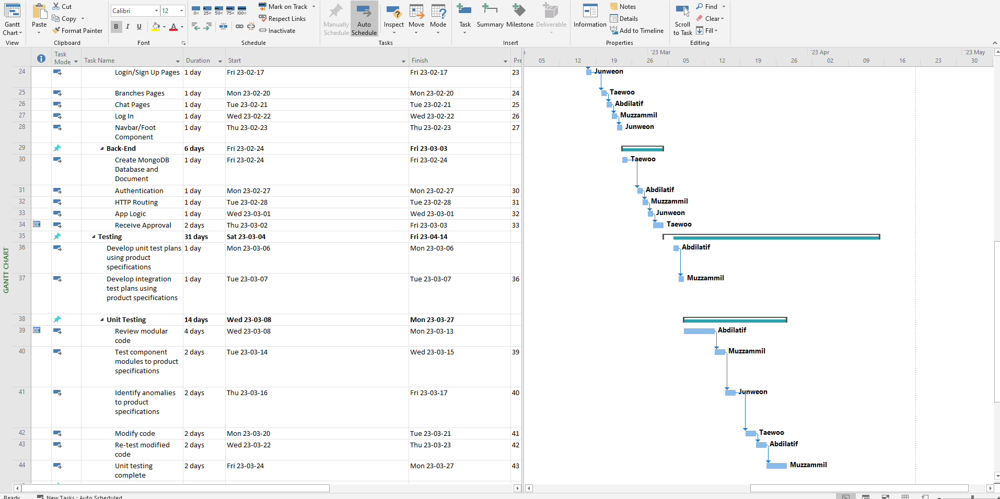 Gantt Chart
View
Paste
Cut
Copy
Format Painter
Clipboard
Calibri 12
B I U A
Font
0% 25% 50% 75% 100%
Mark on Track
Respect Links
Inactivate
Schedule
Manually Schedule
Auto Schedule
Inspect
Move
Mode
Tasks
Task
Summary
Milestone
Deliverable
Insert
Information
Notes
Details
Add to Timeline
Properties
Scroll to Task
Find
Clear
Fill
Editing
Task Mode Task Name Duration Start Finish Pre
'23 Mar '23 Apr '23 May
05 12 19 26 05 12 19 26 02 09 16 23 30
24 Login/Sign Up Pages 1 day Fri 23-02-17 Fri 23-02-17 23 Junweon
25 Branches Pages 1 day Mon 23-02-20 Mon 23-02-20 24 Taewoo
26 Chat Pages 1 day Tue 23-02-21 Tue 23-02-21 25 Abdilatif
27 Log In 1 day Wed 23-02-22 Wed 23-02-22 26 Muzzammil
28 Navbar/Foot 1 day Thu 23-02-23 Thu 23-02-23 27 Junweon
Component
29 Back-End 6 days Fri 23-02-24 Fri 23-03-03
30 Create MongoDB 1 day Fri 23-02-24 Fri 23-02-24 Taewoo
Database and
Document
31 Authentication 1 day Mon 23-02-27 Mon 23-02-27 30 Abdilatif
32 HTTP Routing 1 day Tue 23-02-28 Tue 23-02-28 31 Muzzammil
33 App Logic 1 day Wed 23-03-01 Wed 23-03-01 32 Junweon
34 Receive Approval 2 days Thu 23-03-02 Fri 23-03-03 33 Taewoo
35 Testing 31 days Sat 23-03-04 Fri 23-04-14
36 Develop unit test plans 1 day Mon 23-03-06 Mon 23-03-06 Abdilatif
using product
specifications
37 Develop integration 1 day Tue 23-03-07 Tue 23-03-07 36 Muzzammil
test plans using
product specifications
38 Unit Testing 14 days Wed 23-03-08 Mon 23-03-27
39 Review modular 4 days Wed 23-03-08 Mon 23-03-13 Abdilatif
code
40 Test component 2 days Tue 23-03-14 Wed 23-03-15 39 Muzzammil
modules to product
specifications
41 Identify anomalies 2 days Thu 23-03-16 Fri 23-03-17 40 Junweon
to product
specifications
42 Modify code 2 days Mon 23-03-20 Tue 23-03-21 41 Taewoo
43 Re-test modified 2 days Wed 23-03-22 Thu 23-03-23 42 Abdilatif
code
44 Unit testing 2 days Fri 23-03-24 Mon 23-03-27 43 Muzzammil
complete
GANTT CHART
Ready New Tasks : Auto Scheduled